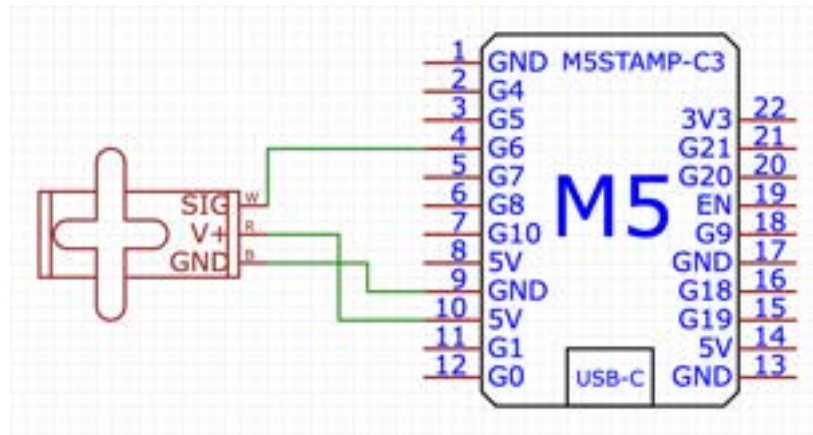 SIG W
V+ R
GND B
M5STAMP-C3
M5
USB-C
1 GND
2 G4
3 G5
4 G6
5 G7
6 G8
7 G10
8 5V
9 GND
10 5V
11 G1
12 G0
3V3 22
G21 21
G20 20
EN 19
G9 18
GND 17
G18 16
G19 15
5V 14
GND 13